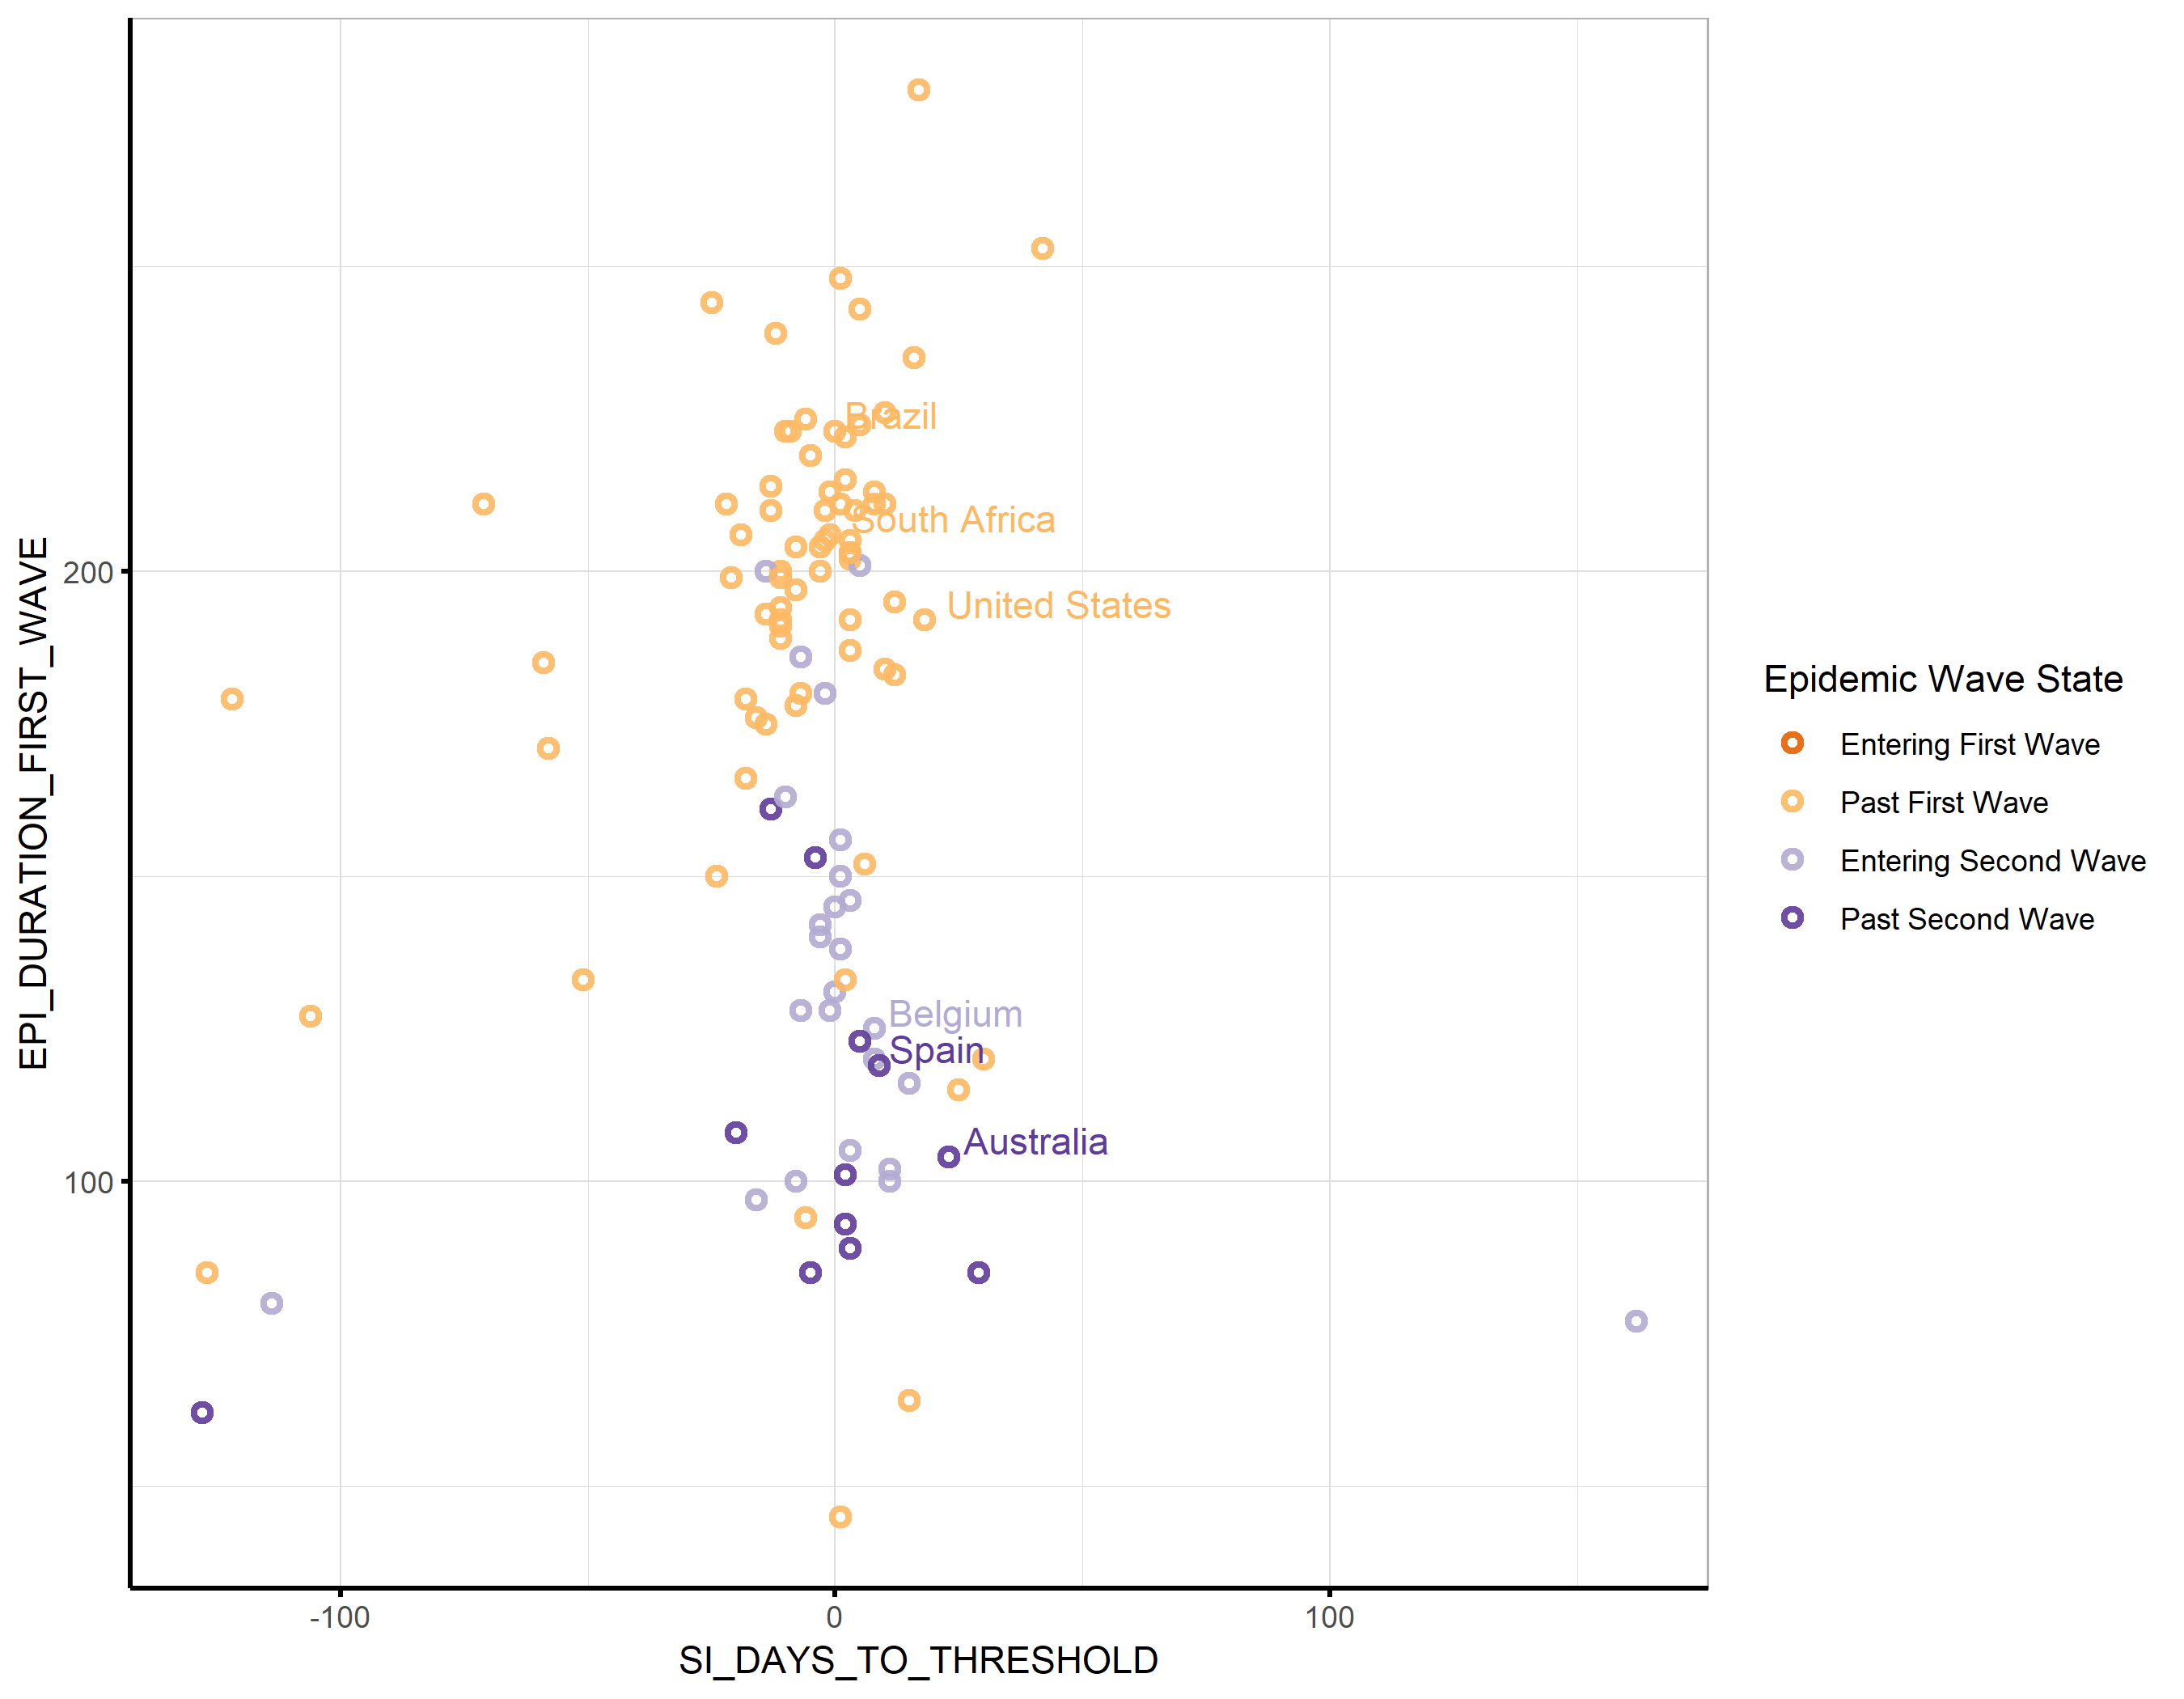 EPI_DURATION_FIRST_WAVE
200
100
Brazil
South Africa
United States
Belgium
Spain
Australia
-100
0
100
SI_DAYS_TO_THRESHOLD
Epidemic Wave State
Entering First Wave
Past First Wave
Entering Second Wave
Past Second Wave